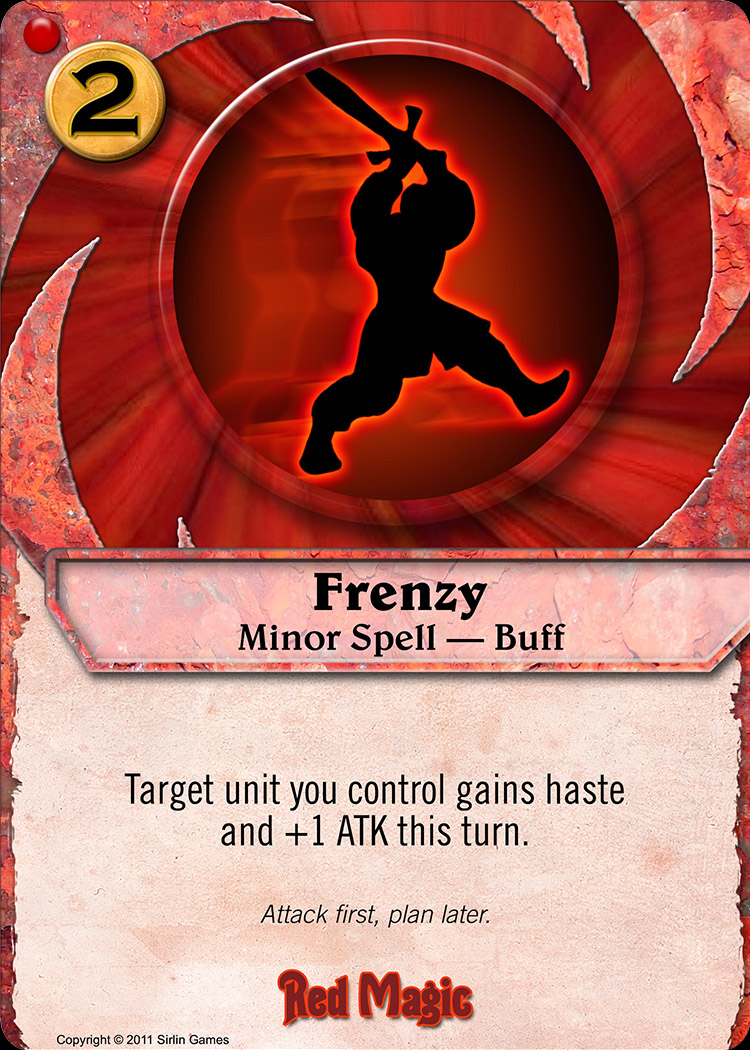 2
Frenzy
Minor Spell — Buff
Target unit you control gains haste
and +1 ATK this turn.
Attack first, plan later.
Red Magic
Copyright © 2011 Sirlin Games